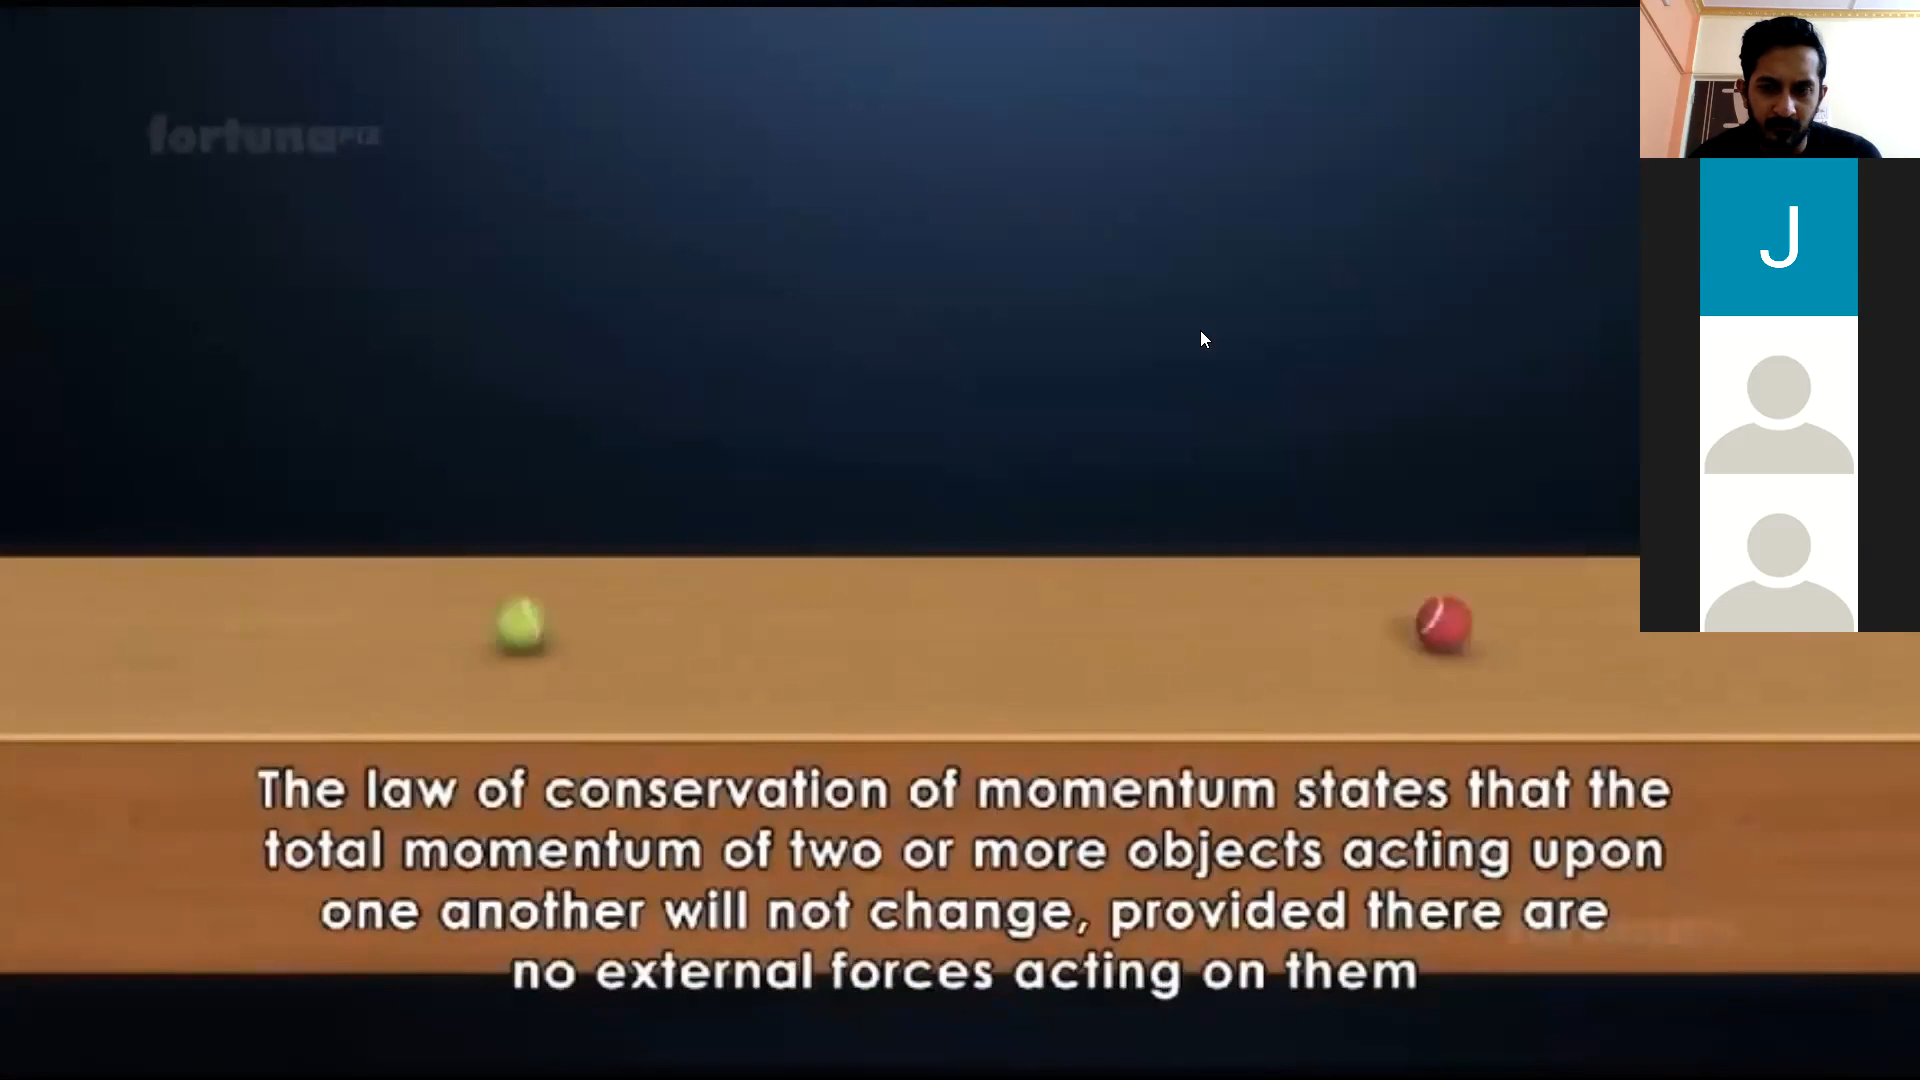 fortunaPIX
J
The law of conservation of momentum states that the
total momentum of two or more objects acting upon
one another will not change, provided there are
no external forces acting on them